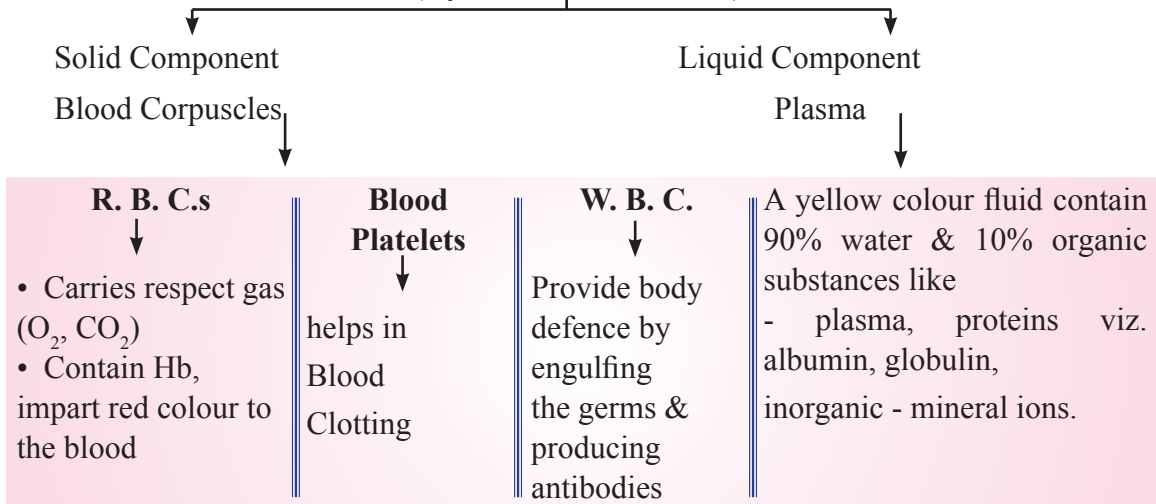 Solid Component
Blood Corpuscles
Liquid Component
Plasma
R. B. C.s
• Carries respect gas
(O₂, CO₂)
• Contain Hb,
impart red colour to
the blood
Blood
Platelets
helps in
Blood
Clotting
W. B. C.
Provide body
defence by
engulfing
the germs &
producing
antibodies
A yellow colour fluid contain
90% water & 10% organic
substances like
- plasma, proteins viz.
albumin, globulin,
inorganic - mineral ions.